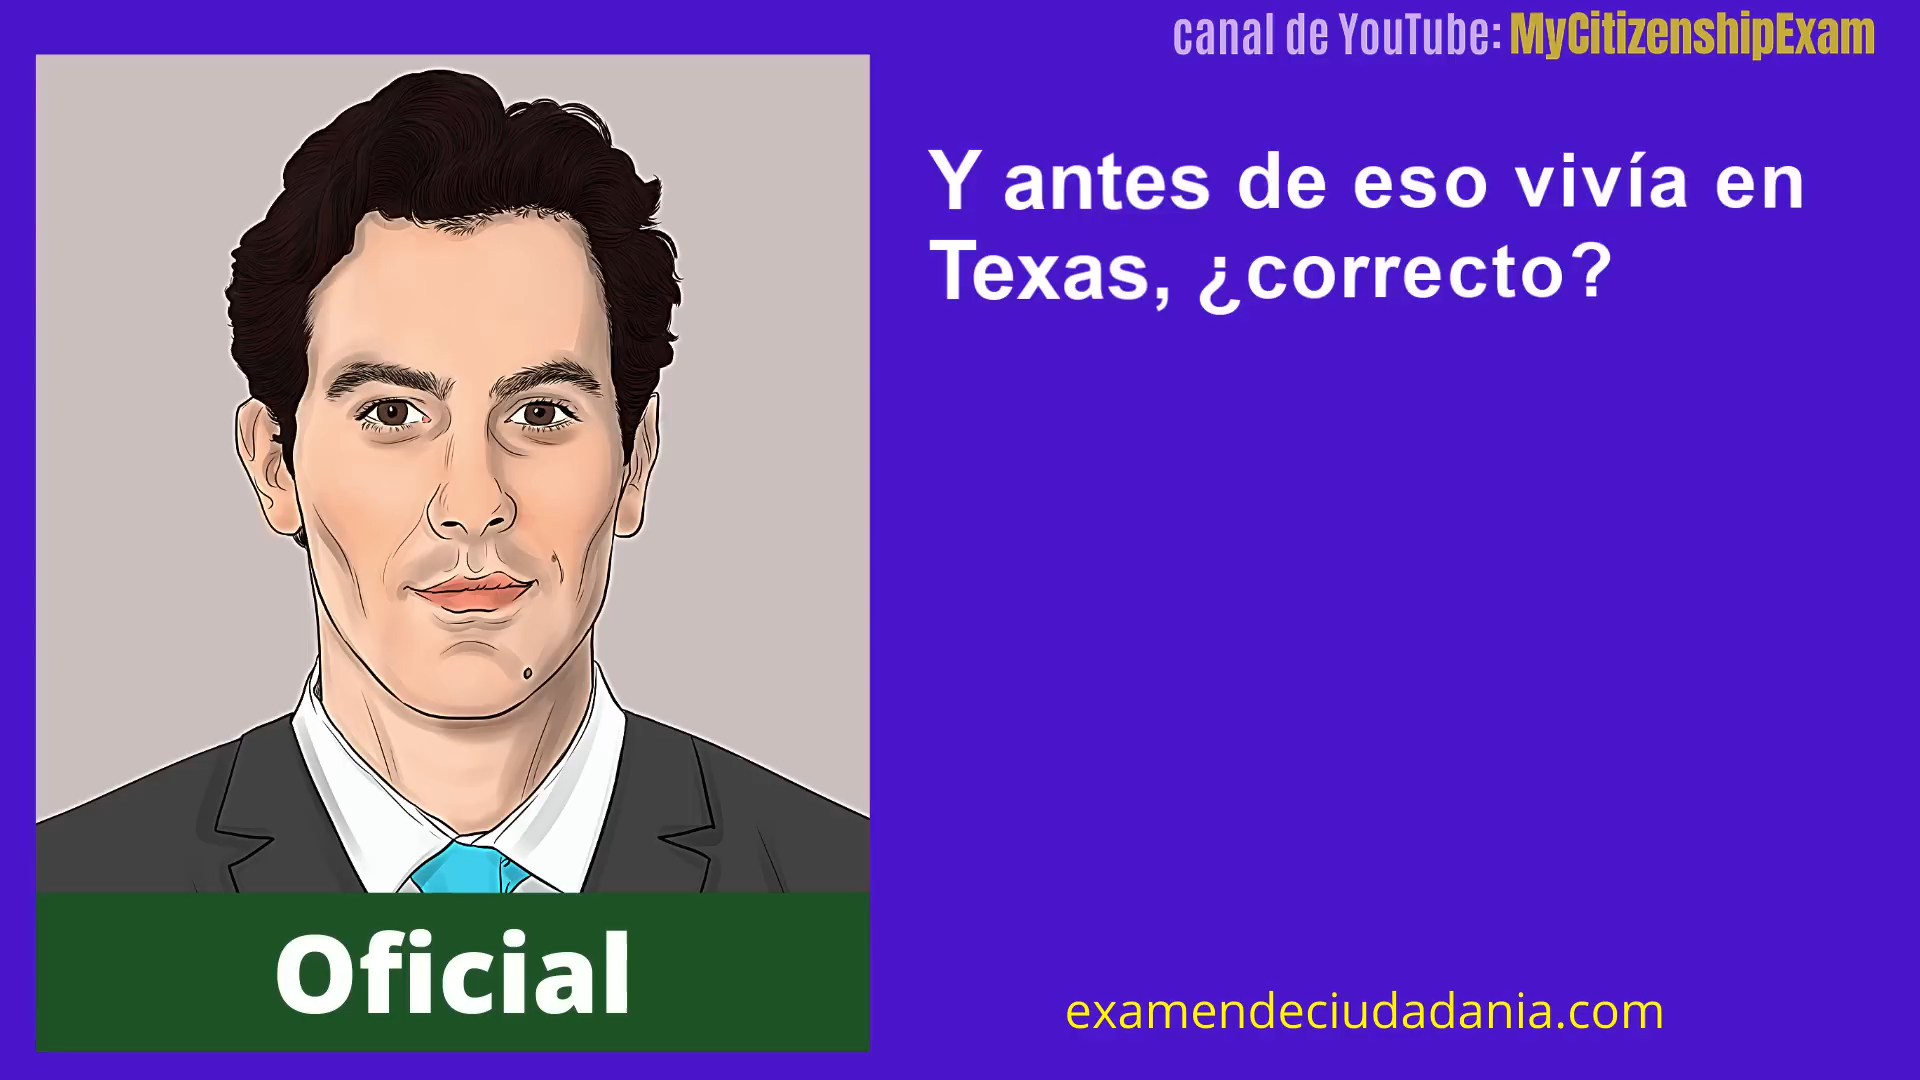 canal de YouTube: MyCitizenshipExam
Y antes de eso vivía en
Texas, ¿correcto?
Oficial
examendeciudadania.com